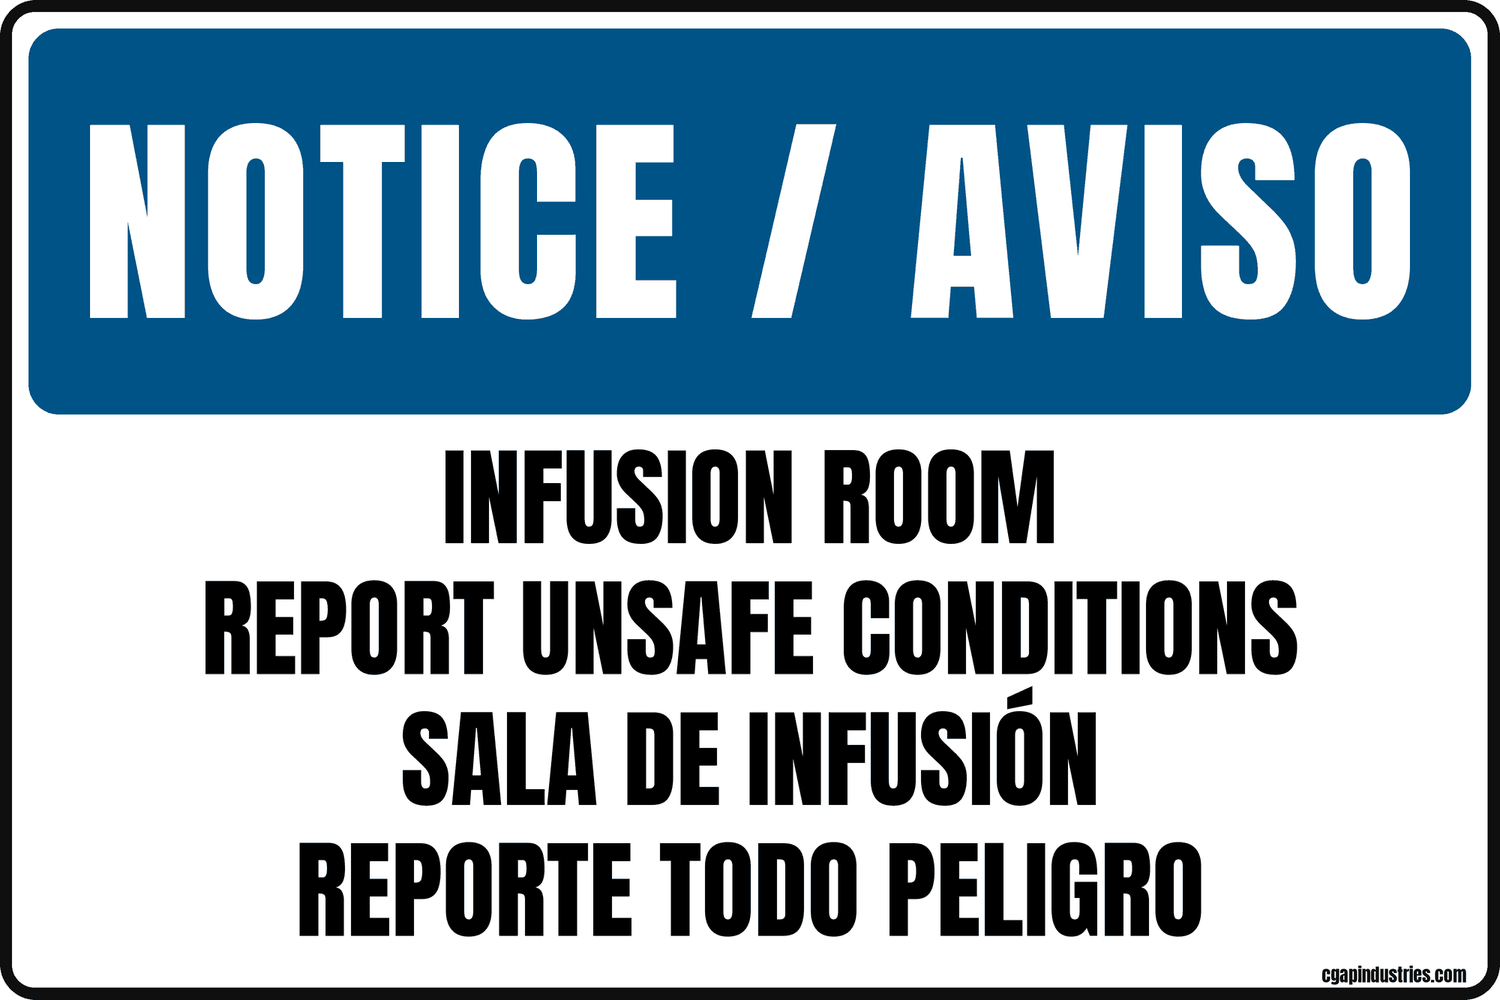 NOTICE / AVISO
INFUSION ROOM
REPORT UNSAFE CONDITIONS
SALA DE INFUSIÓN
REPORTE TODO PELIGRO
cgapindustries.com